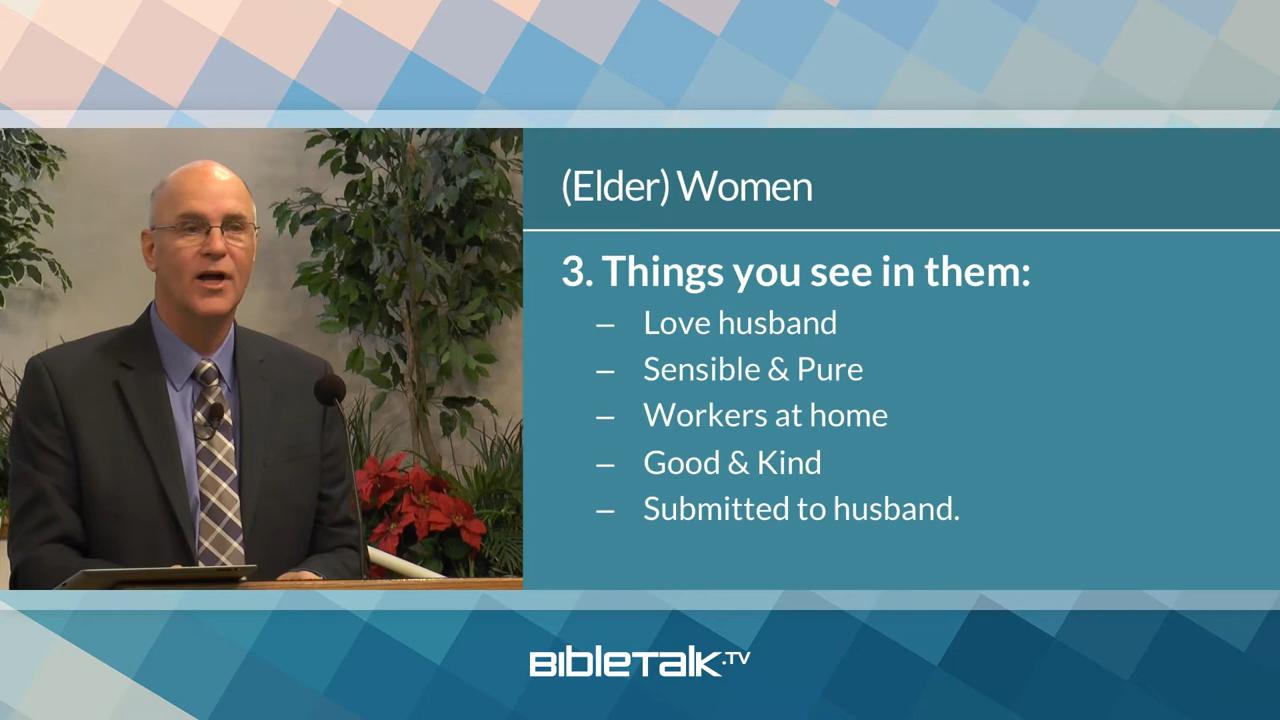 (Elder) Women
3. Things you see in them:
– Love husband
– Sensible & Pure
– Workers at home
– Good & Kind
– Submitted to husband.
BibleTalk.TV